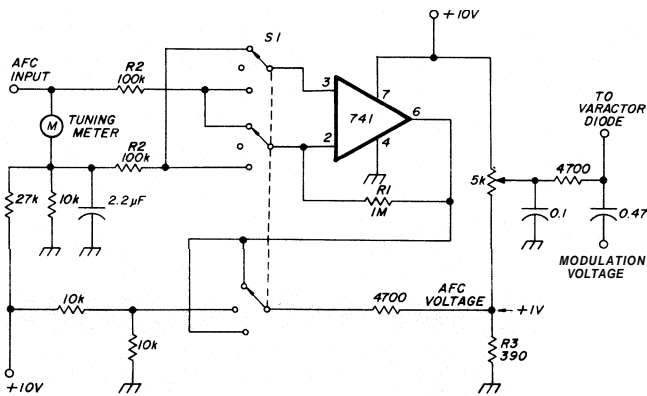 +10V
S1
AFC
INPUT
R2
100k
3
7
741
6
2
4
TO
VARACTOR
DIODE
M
TUNING
METER
R2
100k
4700
5k
27k
10k
2.2µF
R1
1M
0.1
0.47
MODULATION
VOLTAGE
10k
4700
AFC
VOLTAGE
+1V
10k
R3
390
+10V